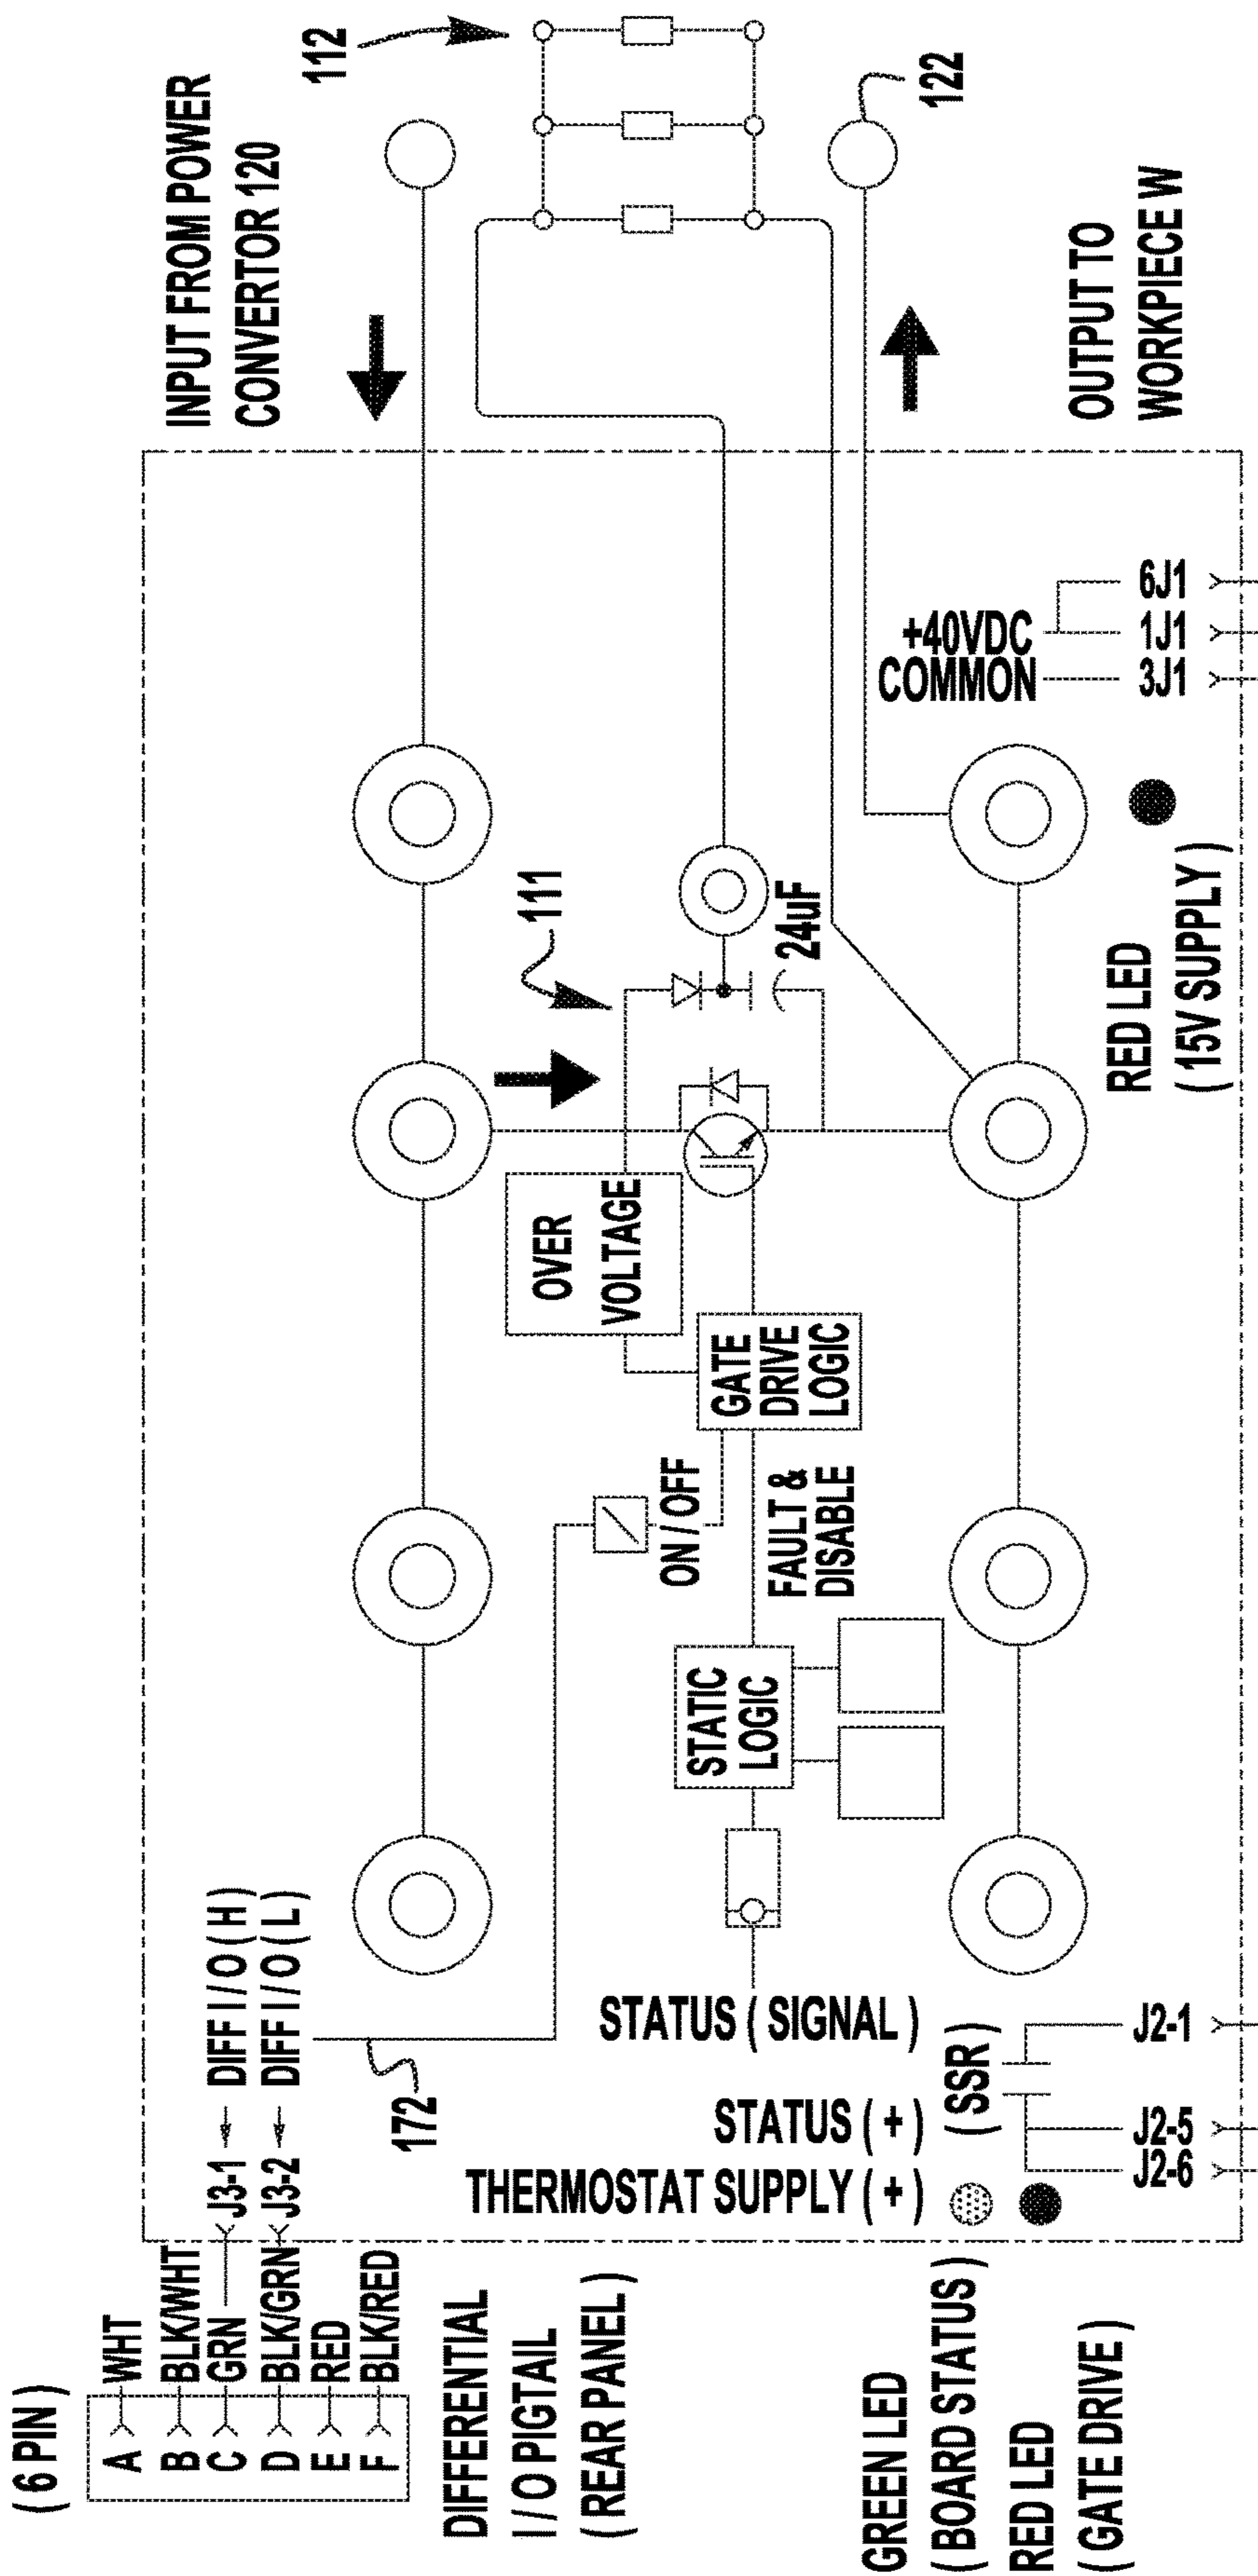 ( 6 PIN )
A WHT
B BLK/WHT
C GRN J3-1 DIFF I / O ( H )
D BLK/GRN J3-2 DIFF I / O ( L )
E RED
F BLK/RED
DIFFERENTIAL
I / O PIGTAIL
( REAR PANEL )
172
INPUT FROM POWER
CONVERTOR 120
112
111
OVER
VOLTAGE
24uF
GATE
DRIVE
LOGIC
ON / OFF
FAULT &
DISABLE
STATIC
LOGIC
STATUS ( SIGNAL )
STATUS ( + )
THERMOSTAT SUPPLY ( + )
( SSR )
J2-1
J2-5
J2-6
GREEN LED
( BOARD STATUS )
RED LED
( GATE DRIVE )
RED LED
( 15V SUPPLY )
+40VDC
COMMON
6J1
1J1
3J1
122
OUTPUT TO
WORKPIECE W